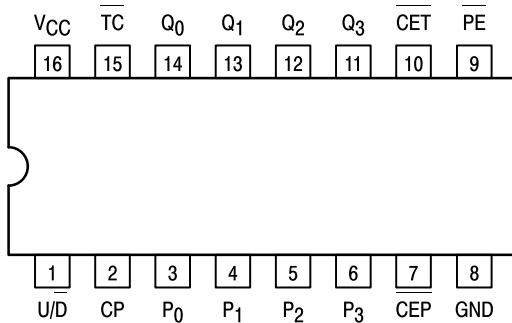 VCC TC Q0 Q1 Q2 Q3 CET PE
16 15 14 13 12 11 10 9
1 2 3 4 5 6 7 8
U/D CP P0 P1 P2 P3 CEP GND